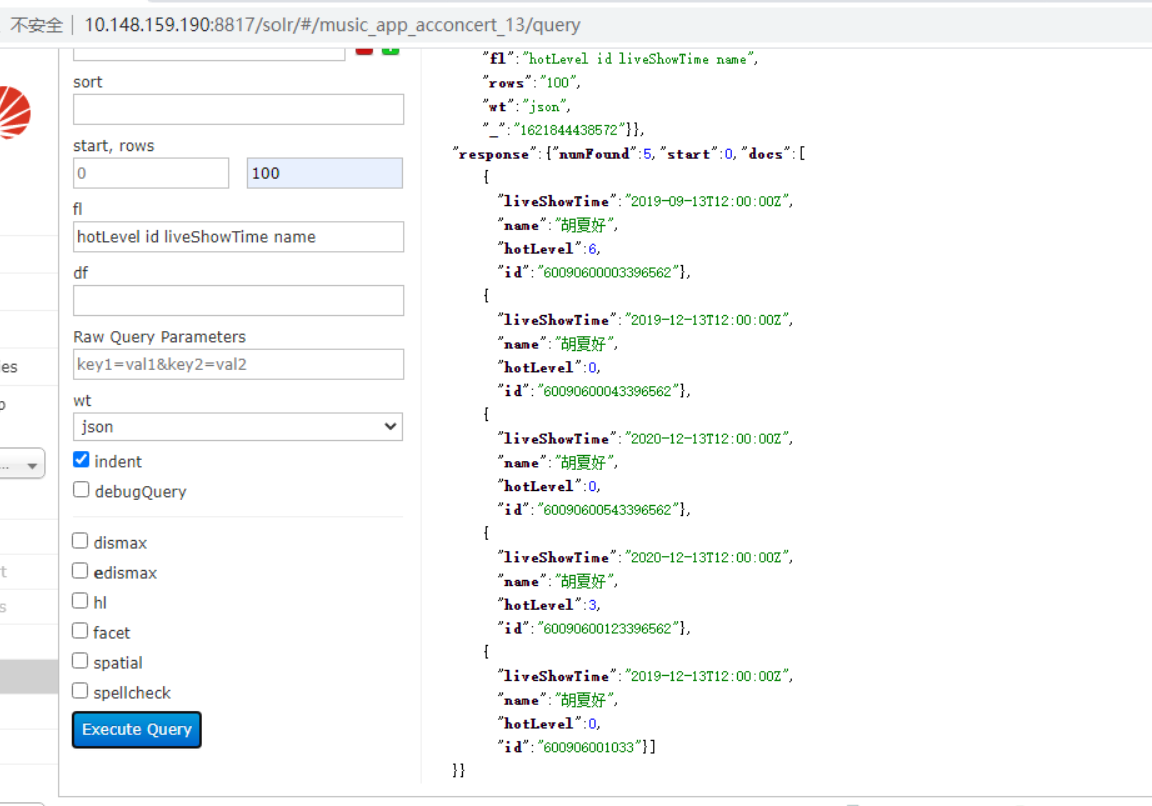 不安全 | 10.148.159.190:8817/solr/#/music_app_acconcert_13/query
sort
start, rows
0 100
fl
hotLevel id liveShowTime name
df
Raw Query Parameters
key1=val1&key2=val2
wt
json
indent
debugQuery
dismax
edismax
hl
facet
spatial
spellcheck
Execute Query
es
o
...
t
s
"fl":"hotLevel id liveShowTime name",
"rows":"100",
"wt":"json",
"_":"1621844438572"}},
"response":{"numFound":5,"start":0,"docs":[
{
"liveShowTime":"2019-09-13T12:00:00Z",
"name":"胡夏好",
"hotLevel":6,
"id":"60090600003396562"},
{
"liveShowTime":"2019-12-13T12:00:00Z",
"name":"胡夏好",
"hotLevel":0,
"id":"60090600043396562"},
{
"liveShowTime":"2020-12-13T12:00:00Z",
"name":"胡夏好",
"hotLevel":0,
"id":"60090600543396562"},
{
"liveShowTime":"2020-12-13T12:00:00Z",
"name":"胡夏好",
"hotLevel":3,
"id":"60090600123396562"},
{
"liveShowTime":"2019-12-13T12:00:00Z",
"name":"胡夏好",
"hotLevel":0,
"id":"600906001033"}]
}}